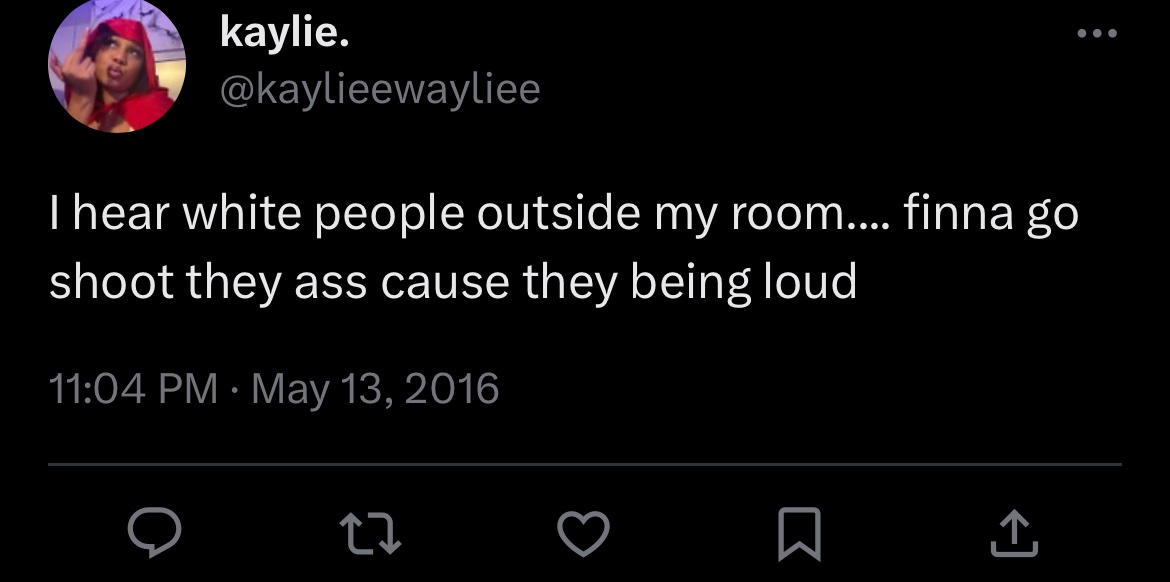 kaylie.
@kaylieewayliee
I hear white people outside my room.... finna go
shoot they ass cause they being loud
11:04 PM · May 13, 2016